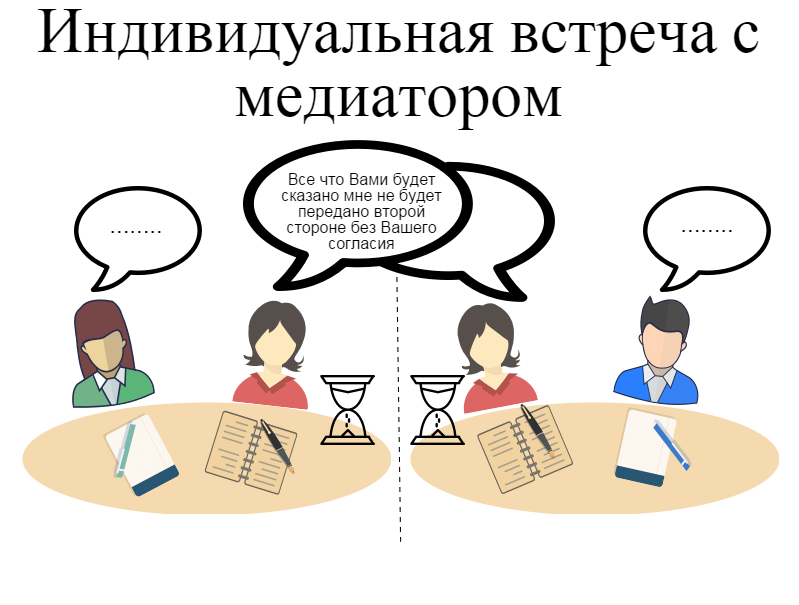 Индивидуальная встреча с
медиатором
Все что Вами будет
сказано мне не будет
передано второй
стороне без Вашего
согласия
........
........